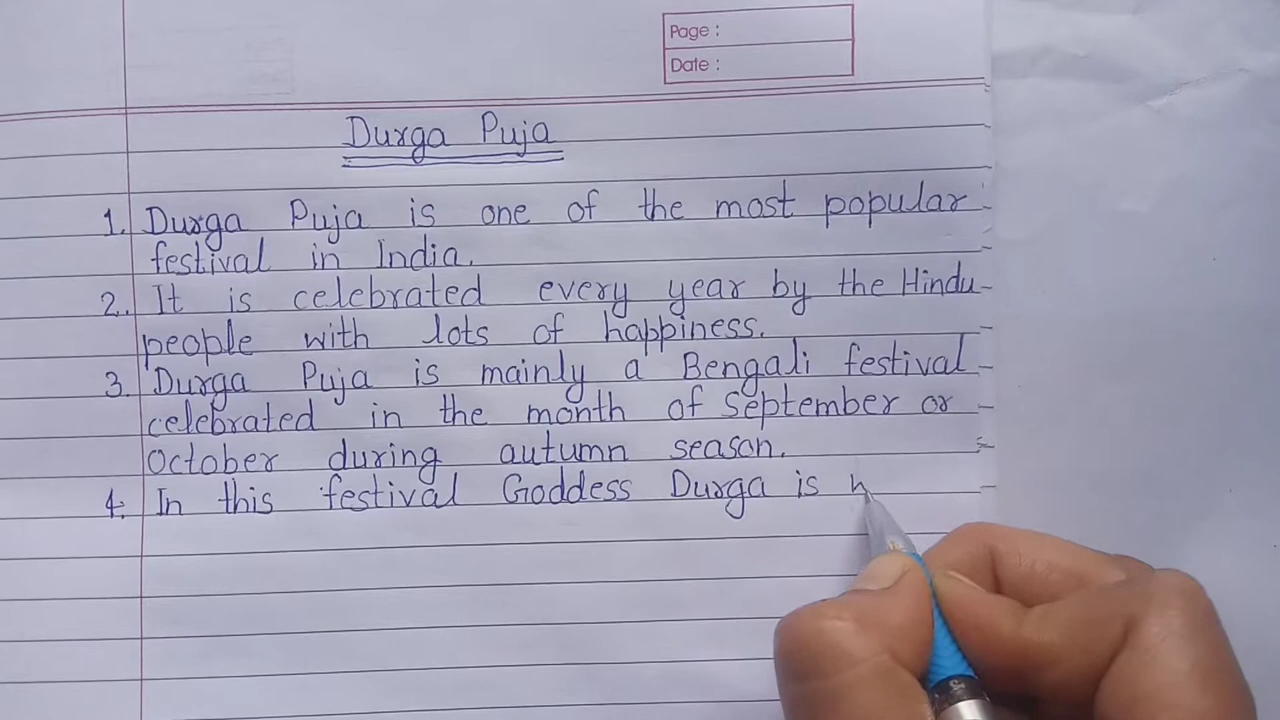 Page :
Date :
Durga Puja
1. Durga Puja is one of the most popular
festival in India.
2. It is celebrated every year by the Hindu
people with lots of happiness.
3. Durga Puja is mainly a Bengali festival
celebrated in the month of September or
October during autumn season.
4. In this festival Goddess Durga is